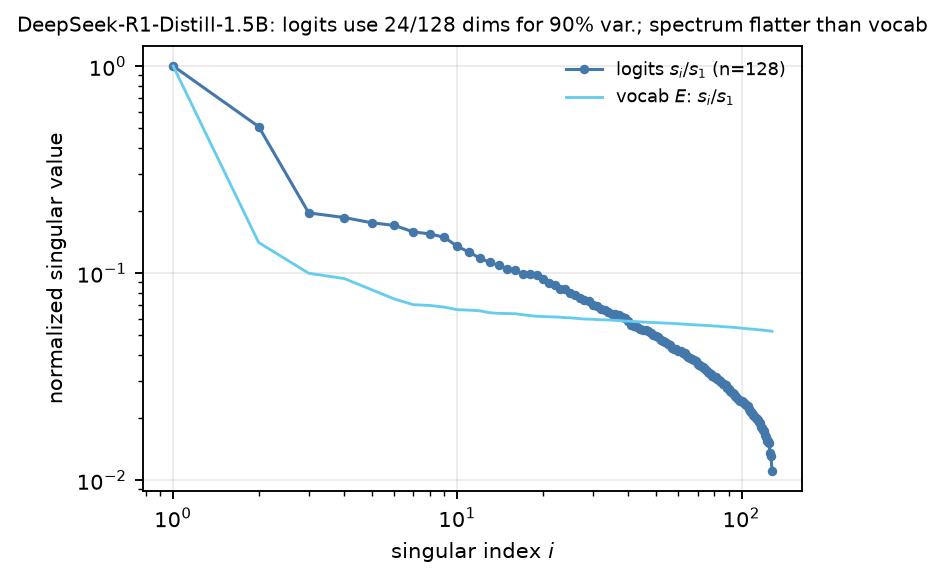 DeepSeek-R1-Distill-1.5B: logits use 24/128 dims for 90% var.; spectrum flatter than vocab
logits s_i/s_1 (n=128)
vocab E: s_i/s_1
normalized singular value
10^0
10^-1
10^-2
10^0
10^1
10^2
singular index i